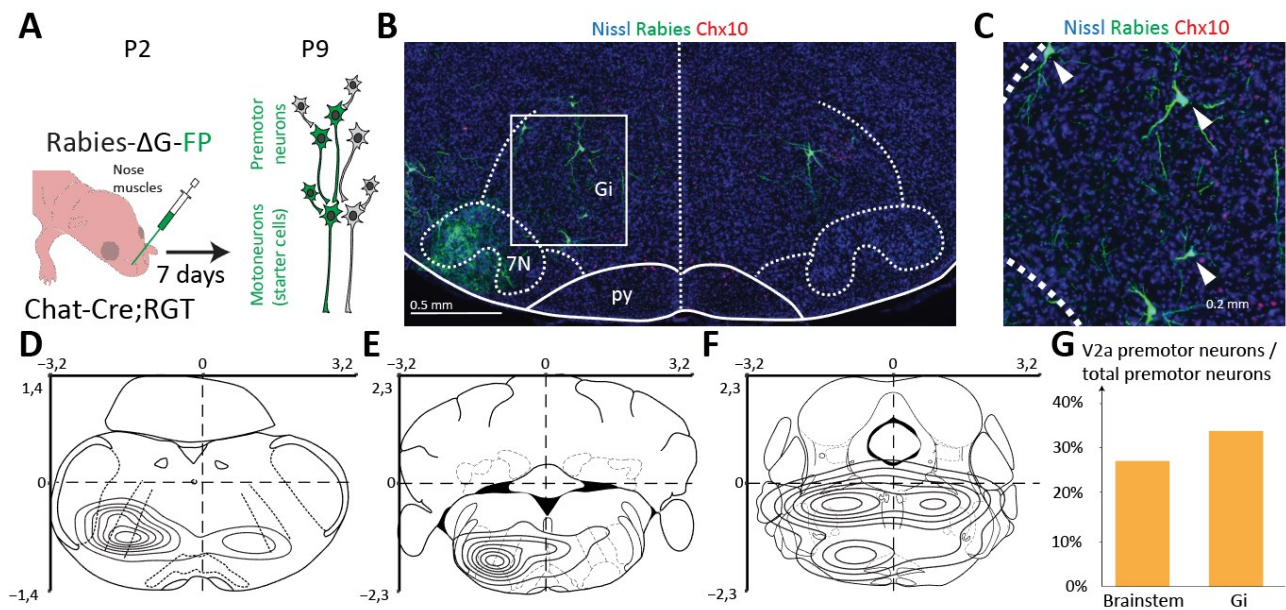 A
P2
P9
Rabies-ΔG-FP
Nose
muscles
7 days
Chat-Cre;RGT
Premotor
neurons
Motoneurons
(starter cells)
B
Nissl Rabies Chx10
Gi
7N
py
0.5 mm
C
Nissl Rabies Chx10
0.2 mm
D
−3,2
0
3,2
1,4
0
−1,4
E
−3,2
0
3,2
2,3
0
−2,3
F
−3,2
0
3,2
2,3
0
−2,3
G
V2a premotor neurons /
total premotor neurons
40%
30%
20%
10%
0%
Brainstem
Gi